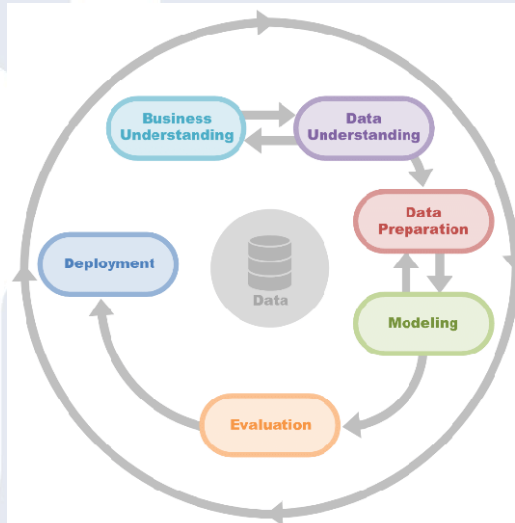 Business
Understanding
Data
Understanding
Data
Preparation
Deployment
Data
Modeling
Evaluation